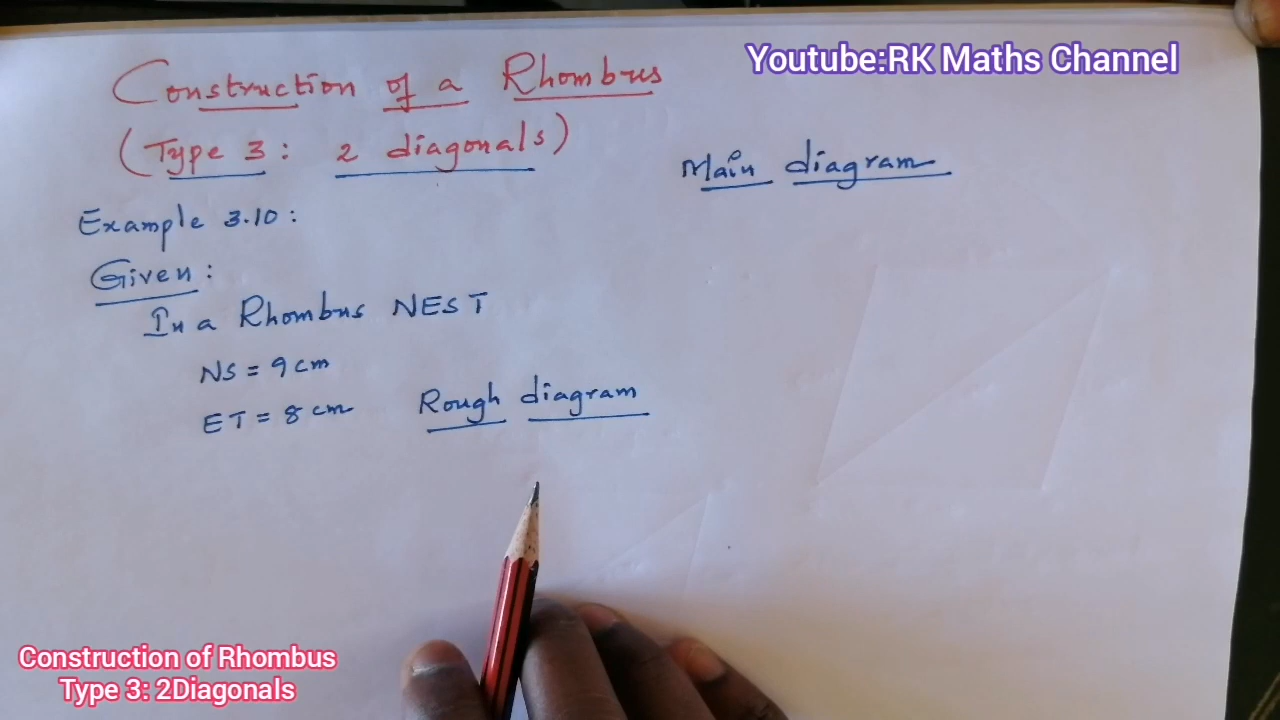 Youtube:RK Maths Channel
Construction of a Rhombus
(Type 3: 2 diagonals)
Main diagram
Example 3.10:
Given:
In a Rhombus NEST
NS = 9 cm
ET = 8 cm
Rough diagram
Construction of Rhombus
Type 3: 2Diagonals